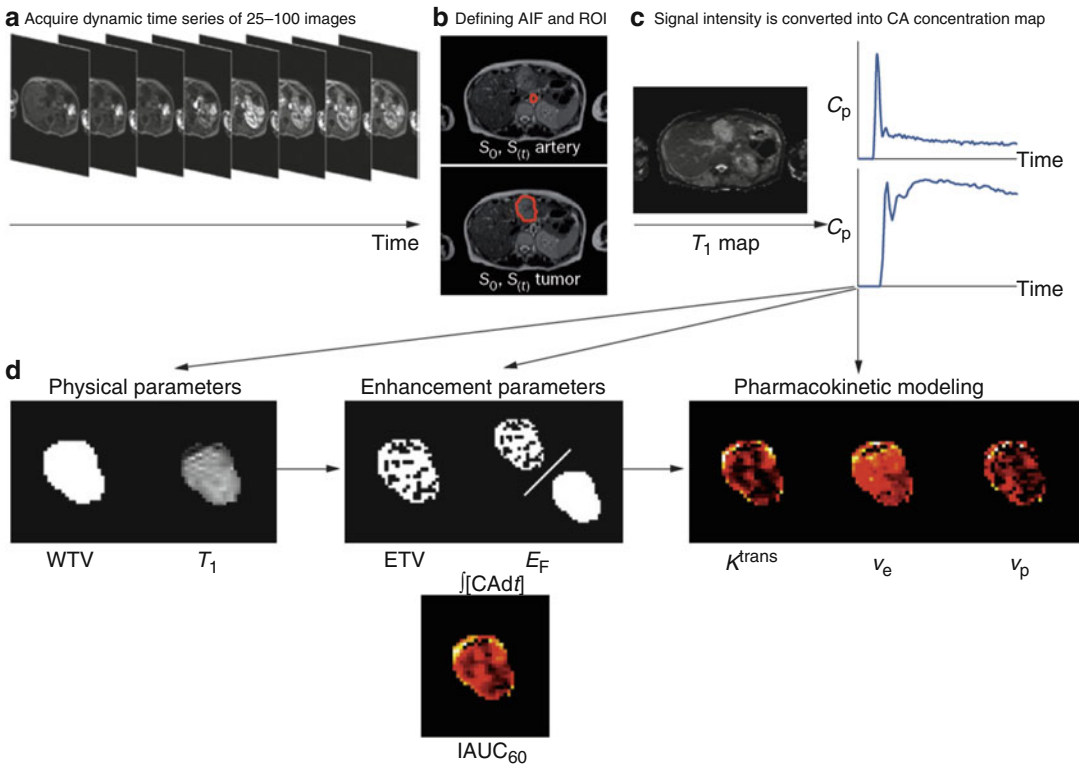 a Acquire dynamic time series of 25–100 images
Time
b Defining AIF and ROI
S₀, S₍ₜ₎ artery
S₀, S₍ₜ₎ tumor
c Signal intensity is converted into CA concentration map
T₁ map
Cₚ
Time
Cₚ
Time
d
Physical parameters
WTV
T₁
Enhancement parameters
ETV
E_F
∫[CAdt]
IAUC₆₀
Pharmacokinetic modeling
K^trans
vₑ
vₚ